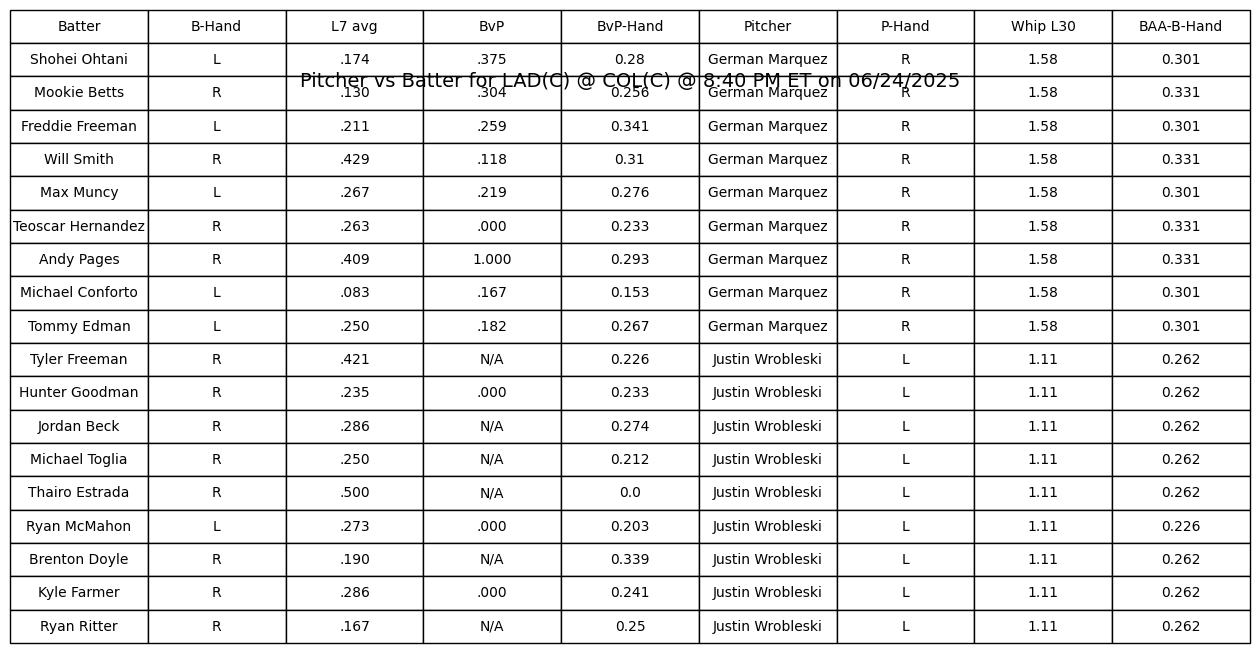 Batter B-Hand L7 avg BvP BvP-Hand Pitcher P-Hand Whip L30 BAA-B-Hand
Shohei Ohtani L .174 .375 0.28 German Marquez R 1.58 0.301
Pitcher vs Batter for LAD(C) @ COL(C) @ 8:40 PM ET on 06/24/2025
Mookie Betts R .130 .304 0.256 German Marquez R 1.58 0.331
Freddie Freeman L .211 .259 0.341 German Marquez R 1.58 0.301
Will Smith R .429 .118 0.31 German Marquez R 1.58 0.331
Max Muncy L .267 .219 0.276 German Marquez R 1.58 0.301
Teoscar Hernandez R .263 .000 0.233 German Marquez R 1.58 0.331
Andy Pages R .409 1.000 0.293 German Marquez R 1.58 0.331
Michael Conforto L .083 .167 0.153 German Marquez R 1.58 0.301
Tommy Edman L .250 .182 0.267 German Marquez R 1.58 0.301
Tyler Freeman R .421 N/A 0.226 Justin Wrobleski L 1.11 0.262
Hunter Goodman R .235 .000 0.233 Justin Wrobleski L 1.11 0.262
Jordan Beck R .286 N/A 0.274 Justin Wrobleski L 1.11 0.262
Michael Toglia R .250 N/A 0.212 Justin Wrobleski L 1.11 0.262
Thairo Estrada R .500 N/A 0.0 Justin Wrobleski L 1.11 0.262
Ryan McMahon L .273 .000 0.203 Justin Wrobleski L 1.11 0.226
Brenton Doyle R .190 N/A 0.339 Justin Wrobleski L 1.11 0.262
Kyle Farmer R .286 .000 0.241 Justin Wrobleski L 1.11 0.262
Ryan Ritter R .167 N/A 0.25 Justin Wrobleski L 1.11 0.262